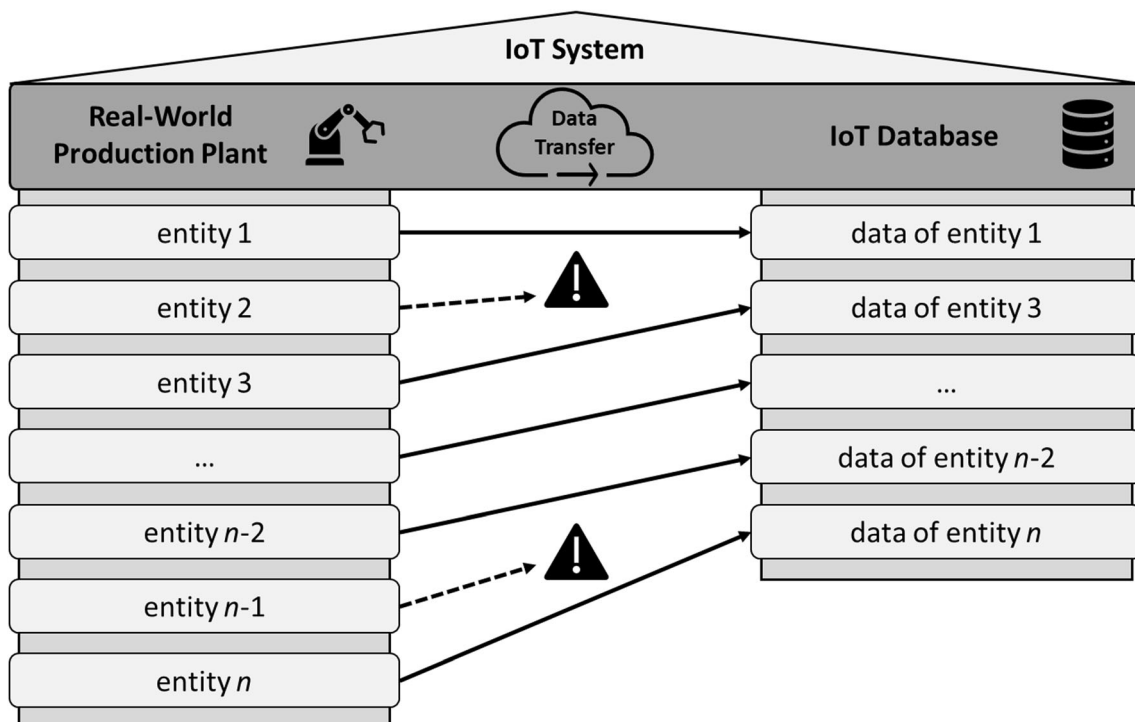 IoT System
Real-World
Production Plant
Data
Transfer
IoT Database
entity 1
data of entity 1
entity 2
data of entity 3
entity 3
...
...
data of entity n-2
entity n-2
data of entity n
entity n-1
entity n